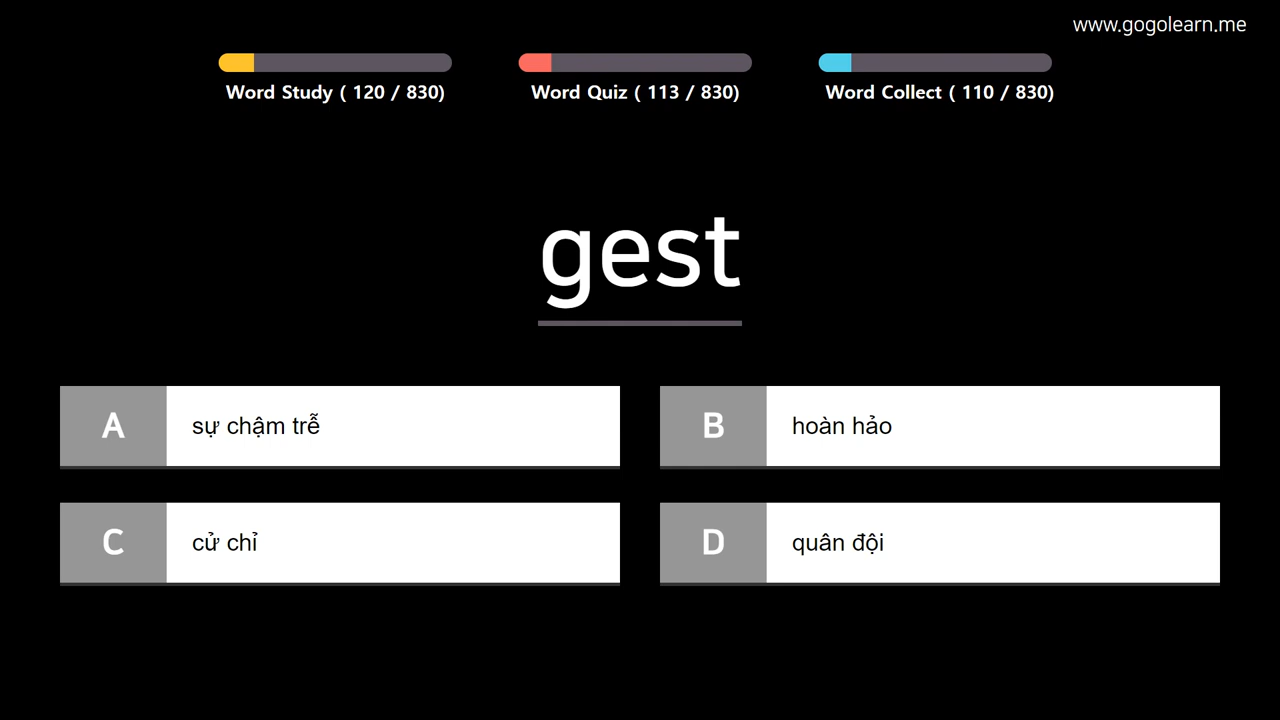 www.gogolearn.me
Word Study ( 120 / 830)
Word Quiz ( 113 / 830)
Word Collect ( 110 / 830)
gest
A
sự chậm trễ
B
hoàn hảo
C
cử chỉ
D
quân đội